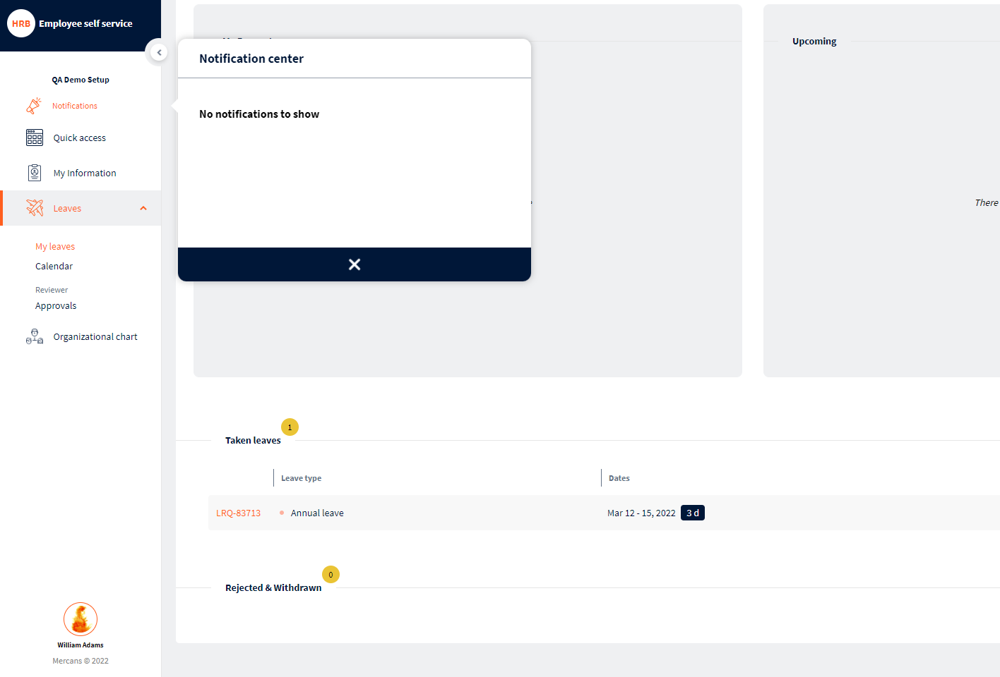 HRB Employee self service
QA Demo Setup
Notifications
Quick access
My Information
Leaves
My leaves
Calendar
Reviewer
Approvals
Organizational chart
William Adams
Mercans © 2022
Notification center
No notifications to show
Upcoming
There
Taken leaves 1
Leave type Dates
LRQ-83713 Annual leave Mar 12 - 15, 2022 3 d
Rejected & Withdrawn 0